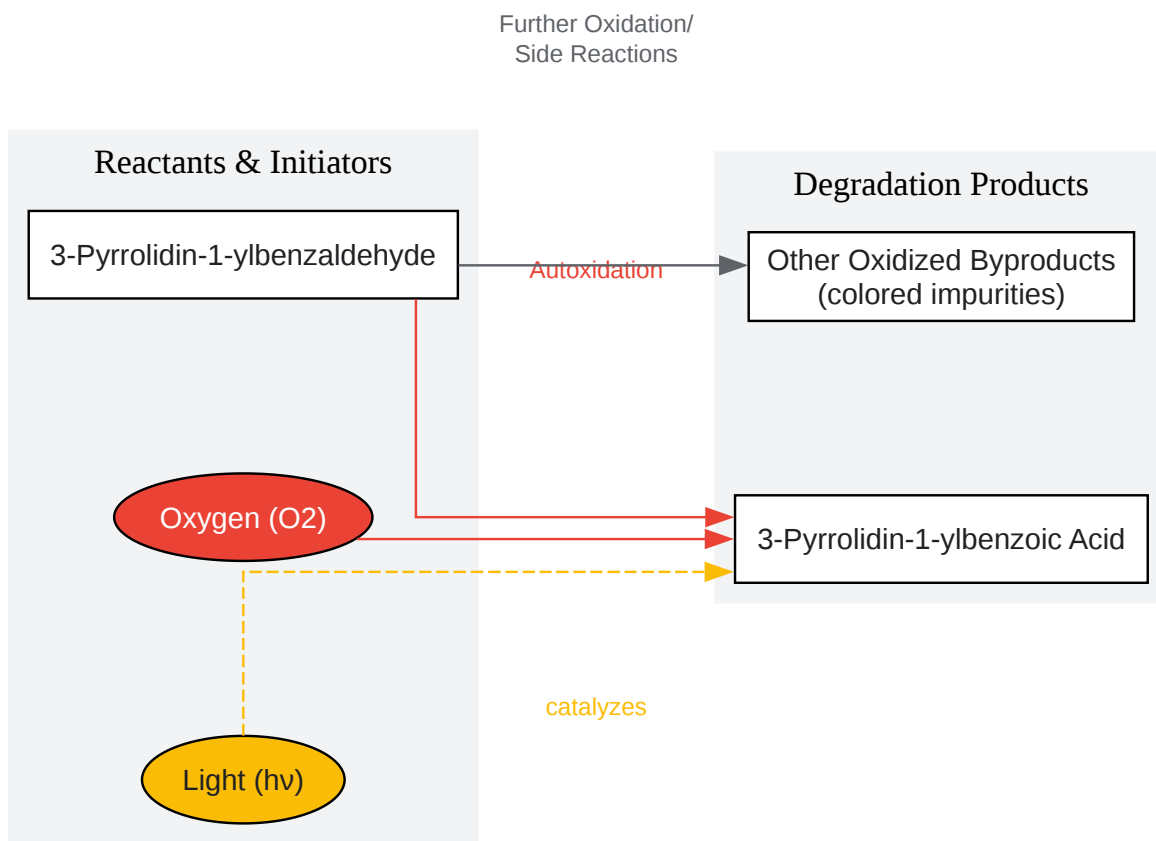 Further Oxidation/
Side Reactions
Reactants & Initiators
Degradation Products
3-Pyrrolidin-1-ylbenzaldehyde
Autoxidation
Other Oxidized Byproducts
(colored impurities)
Oxygen (O2)
3-Pyrrolidin-1-ylbenzoic Acid
catalyzes
Light (hν)